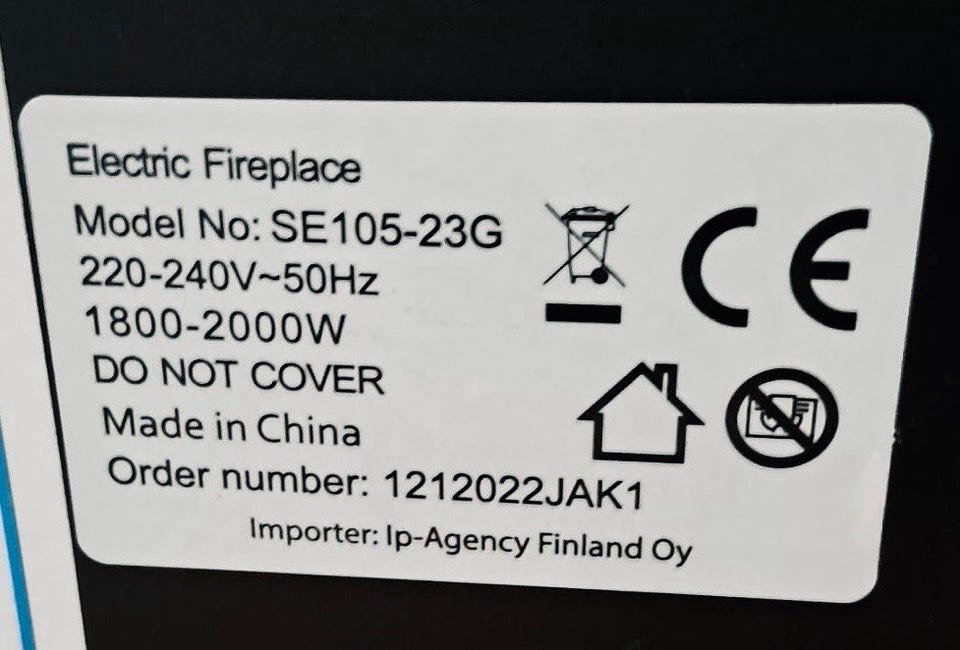 Electric Fireplace
Model No: SE105-23G
220-240V~50Hz
1800-2000W
DO NOT COVER
Made in China
Order number: 1212022JAK1
Importer: Ip-Agency Finland Oy
CE